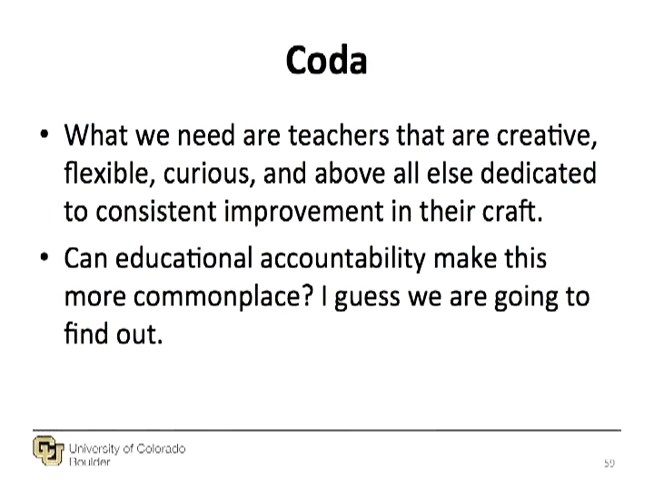 Coda
• What we need are teachers that are creative,
flexible, curious, and above all else dedicated
to consistent improvement in their craft.
• Can educational accountability make this
more commonplace? I guess we are going to
find out.
CU
University of Colorado
Boulder
59